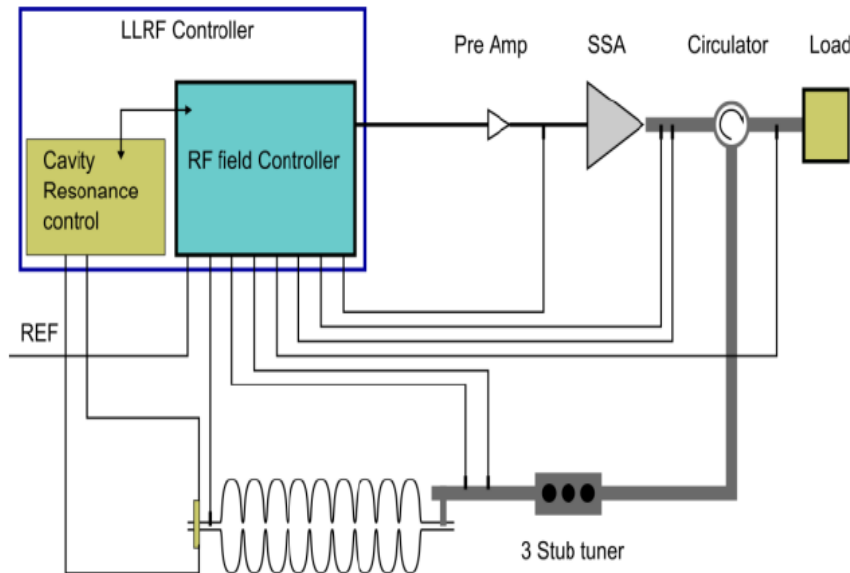 LLRF Controller
Pre Amp
SSA
Circulator
Load
Cavity
Resonance
control
RF field Controller
REF
3 Stub tuner